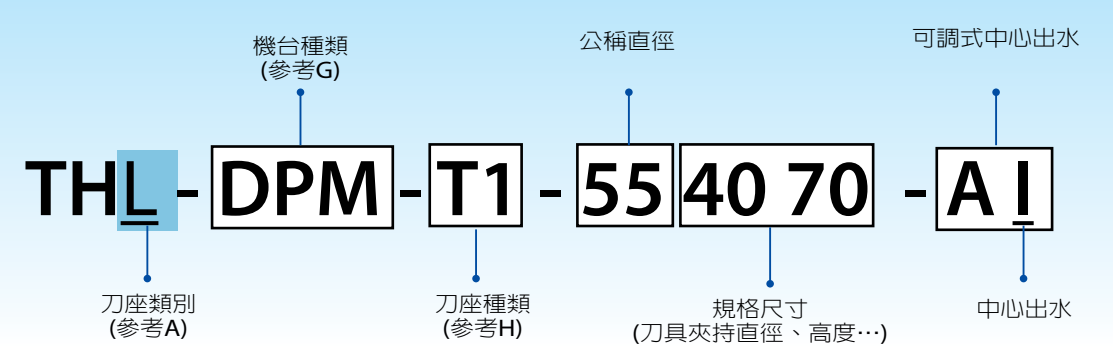 機台種類
(參考G)
公稱直徑
可調式中心出水
THL - DPM - T1 - 55 40 70 - A I
刀座類別
(參考A)
刀座種類
(參考H)
規格尺寸
(刀具夾持直徑、高度…)
中心出水